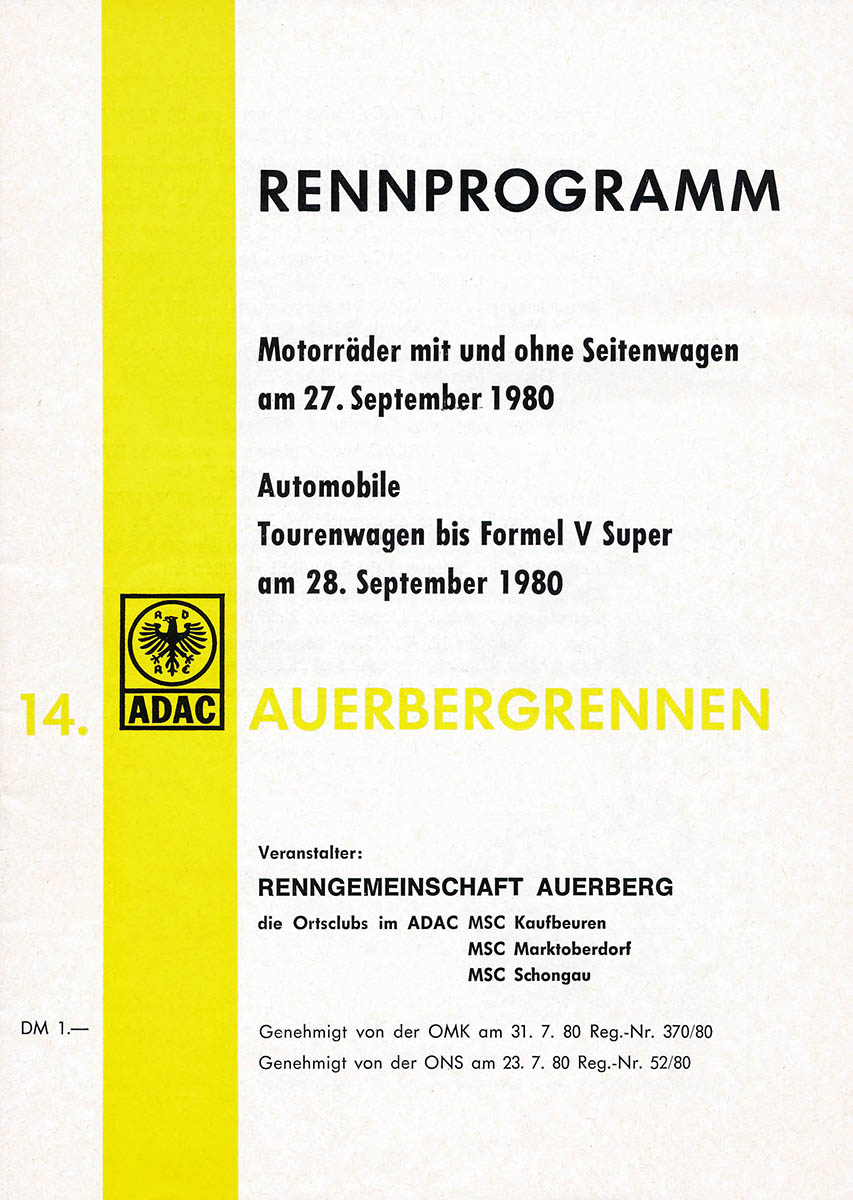 RENNPROGRAMM
Motorräder mit und ohne Seitenwagen
am 27. September 1980
Automobile
Tourenwagen bis Formel V Super
am 28. September 1980
A D
A C
ADAC
14. AUERBERGRENNEN
Veranstalter:
RENNGEMEINSCHAFT AUERBERG
die Ortsclubs im ADAC MSC Kaufbeuren
MSC Marktoberdorf
MSC Schongau
DM 1.—
Genehmigt von der OMK am 31. 7. 80 Reg.-Nr. 370/80
Genehmigt von der ONS am 23. 7. 80 Reg.-Nr. 52/80